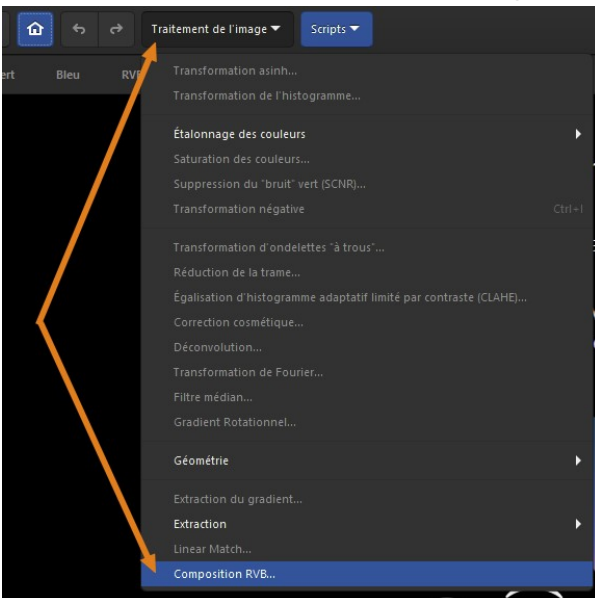 Traitement de l'image Scripts
ert Bleu RVB
Transformation asinh...
Transformation de l'histogramme...
Étalonnage des couleurs
Saturation des couleurs...
Suppression du "bruit" vert (SCNR)...
Transformation négative Ctrl+I
Transformation d'ondelettes "à trous"...
Réduction de la trame...
Égalisation d'histogramme adaptatif limité par contraste (CLAHE)...
Correction cosmétique...
Déconvolution...
Transformation de Fourier...
Filtre médian...
Gradient Rotationnel...
Géométrie
Extraction du gradient...
Extraction
Linear Match...
Composition RVB...